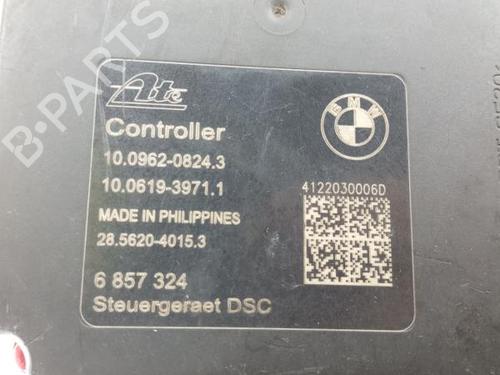 B-PARTS
Ate
BMW
Controller
10.0962-0824.3
10.0619-3971.1
4122030006D
MADE IN PHILIPPINES
28.5620-4015.3
6 857 324
Steuergeraet DSC